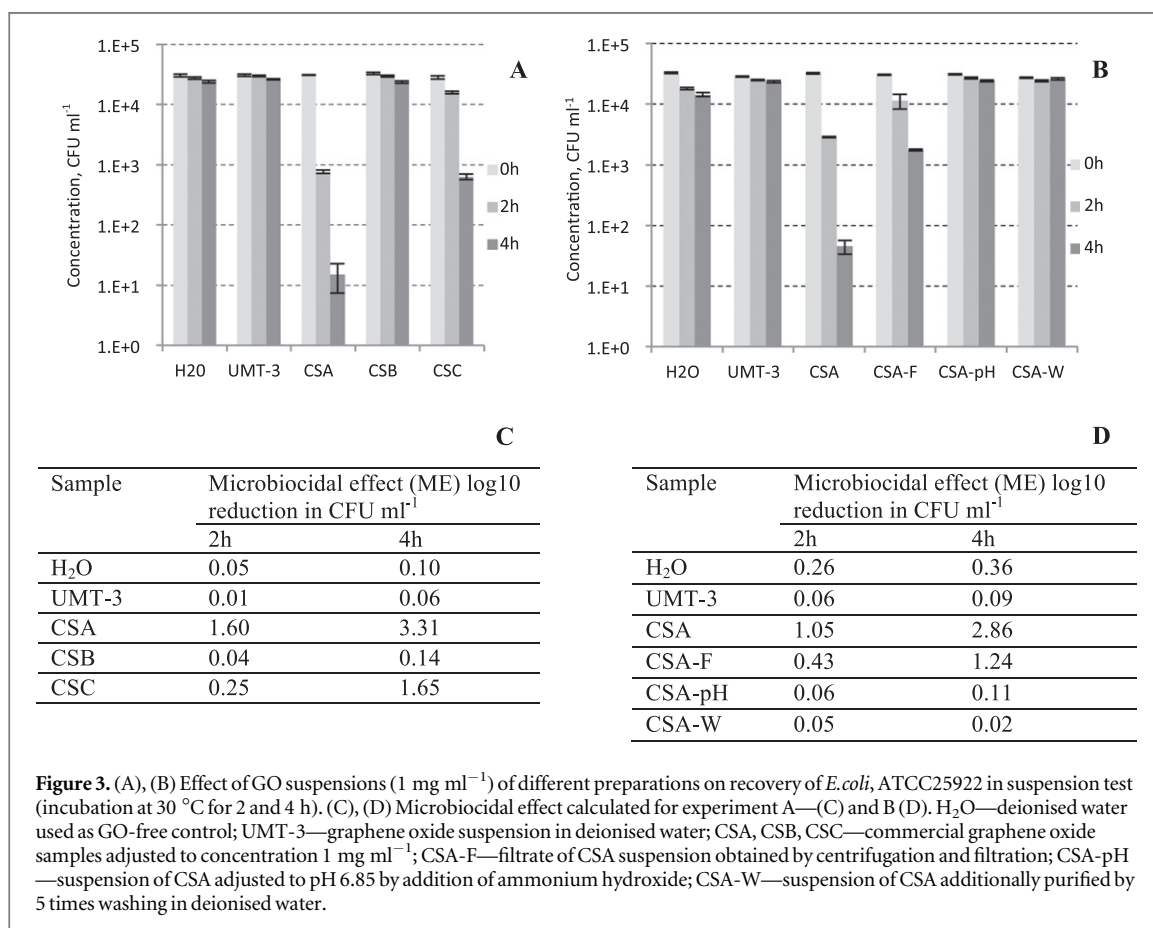 1.E+5
1.E+4
1.E+3
1.E+2
1.E+1
1.E+0
Concentration, CFU ml-1
A
0h
2h
4h
H20 UMT-3 CSA CSB CSC
1.E+5
1.E+4
1.E+3
1.E+2
1.E+1
1.E+0
Concentration, CFU ml-1
B
0h
2h
4h
H2O UMT-3 CSA CSA-F CSA-pH CSA-W
C
Sample Microbiocidal effect (ME) log10
reduction in CFU ml-1
2h 4h
H2O 0.05 0.10
UMT-3 0.01 0.06
CSA 1.60 3.31
CSB 0.04 0.14
CSC 0.25 1.65
D
Sample Microbiocidal effect (ME) log10
reduction in CFU ml-1
2h 4h
H2O 0.26 0.36
UMT-3 0.06 0.09
CSA 1.05 2.86
CSA-F 0.43 1.24
CSA-pH 0.06 0.11
CSA-W 0.05 0.02
Figure 3. (A), (B) Effect of GO suspensions (1 mg ml−1) of different preparations on recovery of E.coli, ATCC25922 in suspension test
(incubation at 30 °C for 2 and 4 h). (C), (D) Microbiocidal effect calculated for experiment A—(C) and B (D). H2O—deionised water
used as GO-free control; UMT-3—graphene oxide suspension in deionised water; CSA, CSB, CSC—commercial graphene oxide
samples adjusted to concentration 1 mg ml−1; CSA-F—filtrate of CSA suspension obtained by centrifugation and filtration; CSA-pH
—suspension of CSA adjusted to pH 6.85 by addition of ammonium hydroxide; CSA-W—suspension of CSA additionally purified by
5 times washing in deionised water.